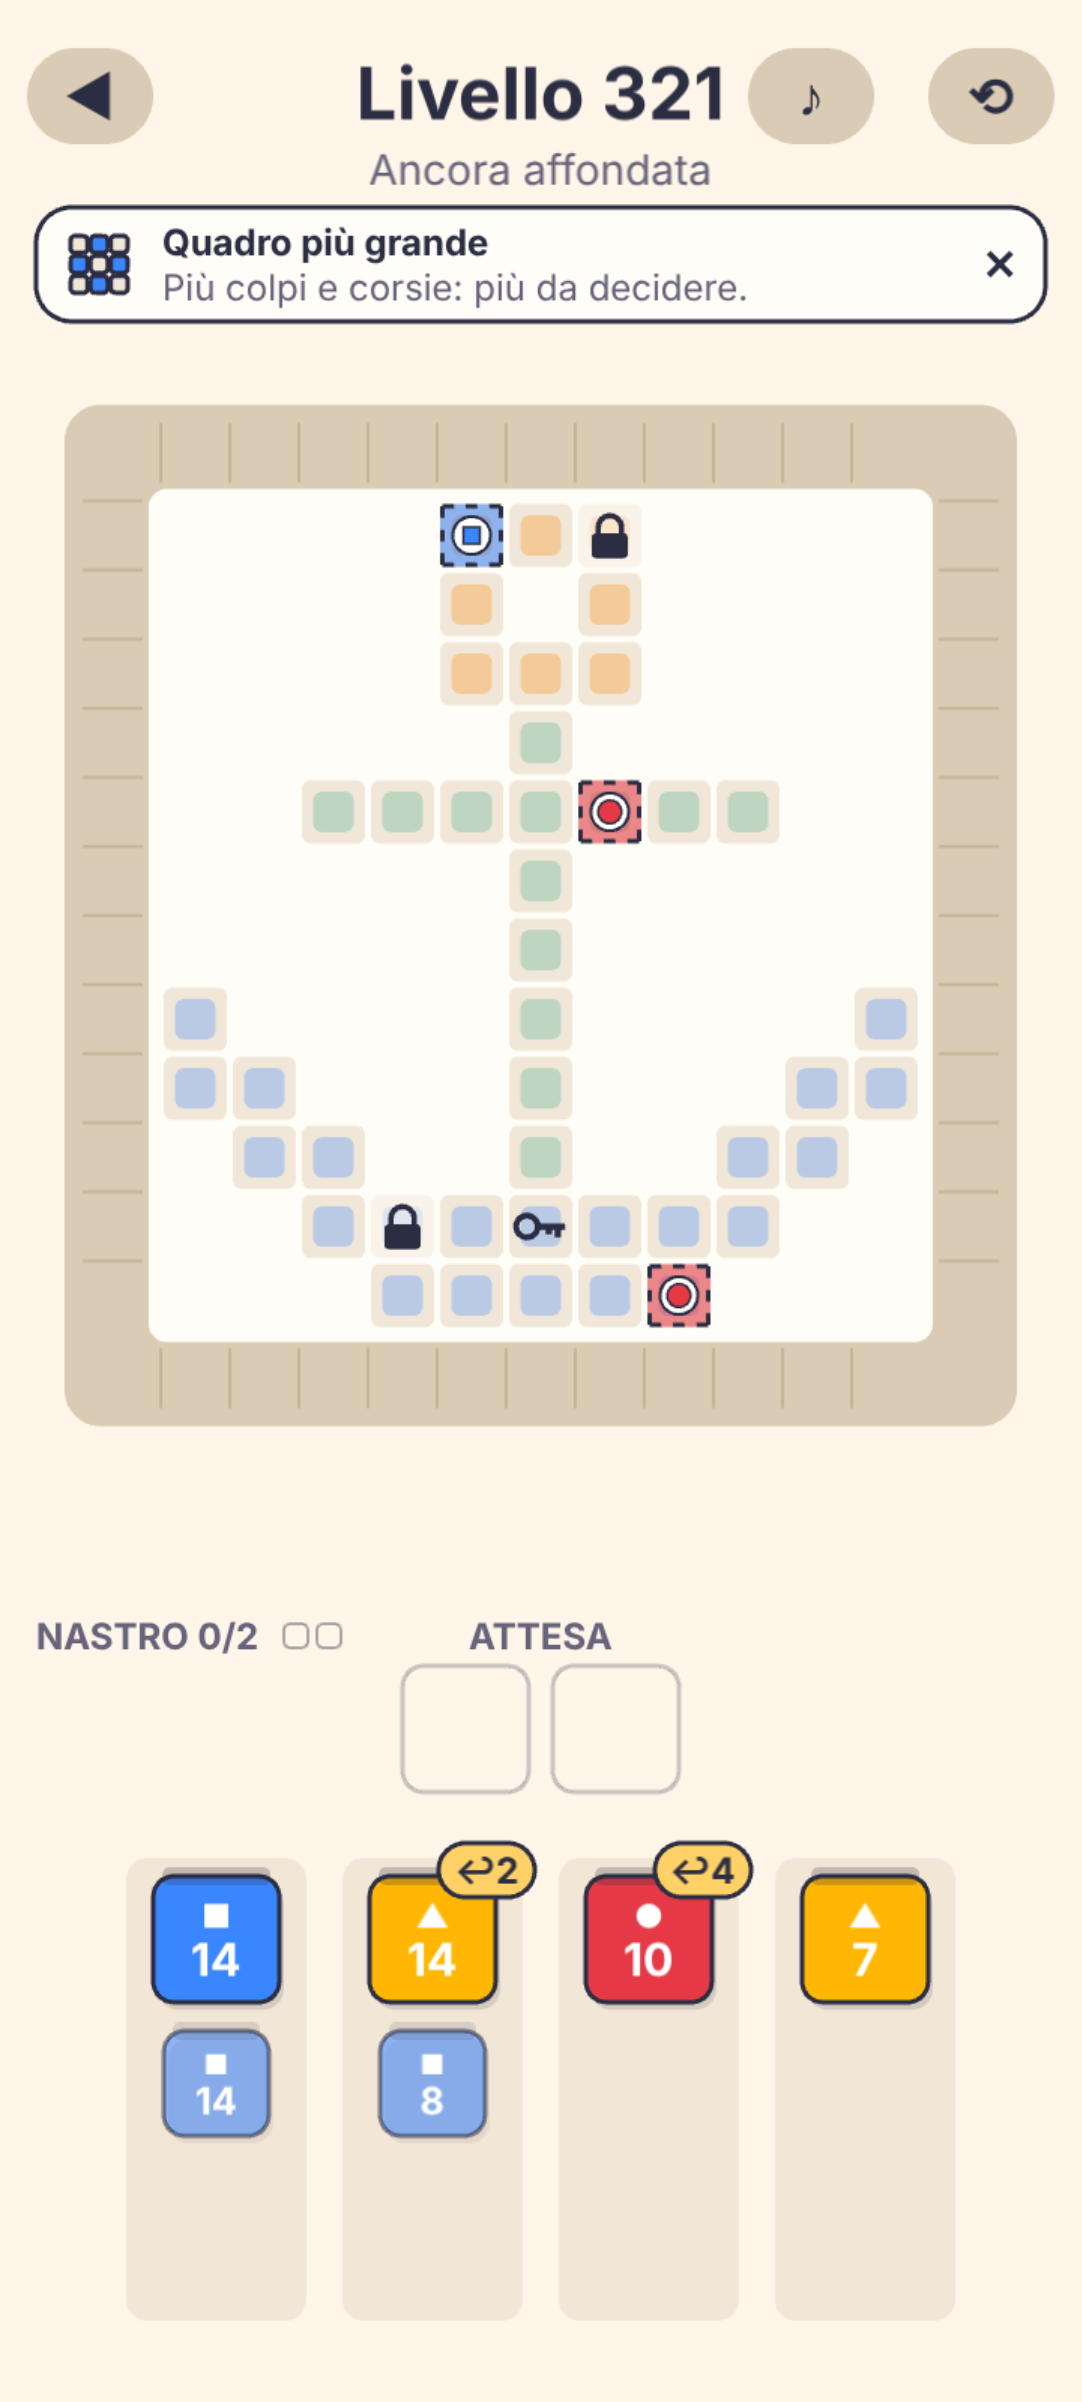 Livello 321
Ancora affondata
Quadro più grande
Più colpi e corsie: più da decidere.
NASTRO 0/2
ATTESA
2
4
14
14
10
7
14
8